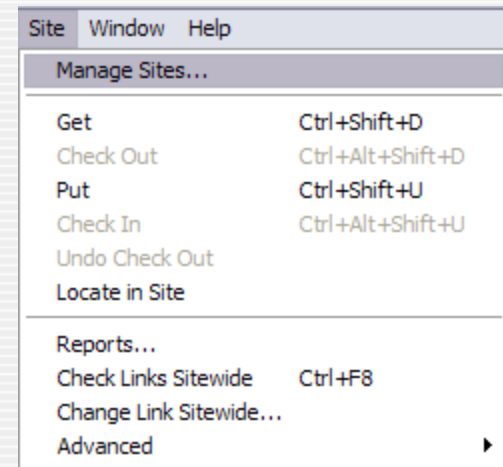 Site Window Help
Manage Sites...
Get Ctrl+Shift+D
Check Out Ctrl+Alt+Shift+D
Put Ctrl+Shift+U
Check In Ctrl+Alt+Shift+U
Undo Check Out
Locate in Site
Reports...
Check Links Sitewide Ctrl+F8
Change Link Sitewide...
Advanced